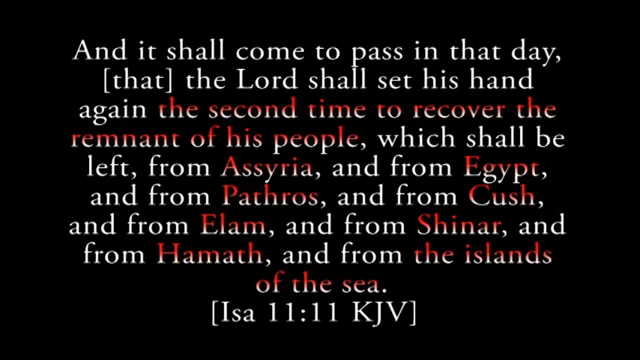 And it shall come to pass in that day,
[that] the Lord shall set his hand
again the second time to recover the
remnant of his people, which shall be
left, from Assyria, and from Egypt,
and from Pathros, and from Cush,
and from Elam, and from Shinar, and
from Hamath, and from the islands
of the sea.
[Isa 11:11 KJV]